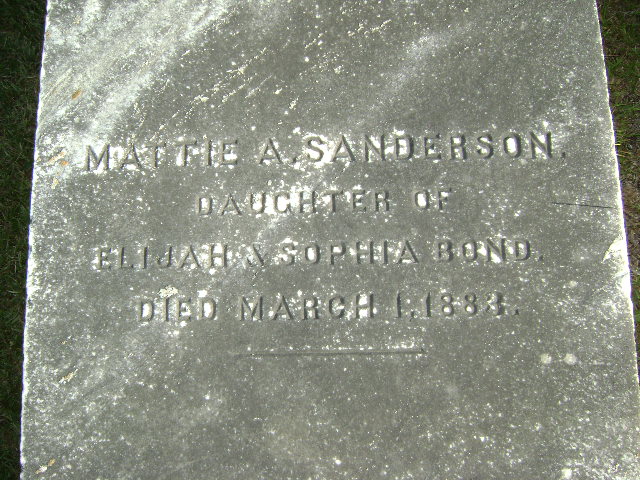 MATTIE A. SANDERSON.
DAUGHTER OF
ELIJAH & SOPHIA BOND.
DIED MARCH 1. 1883.